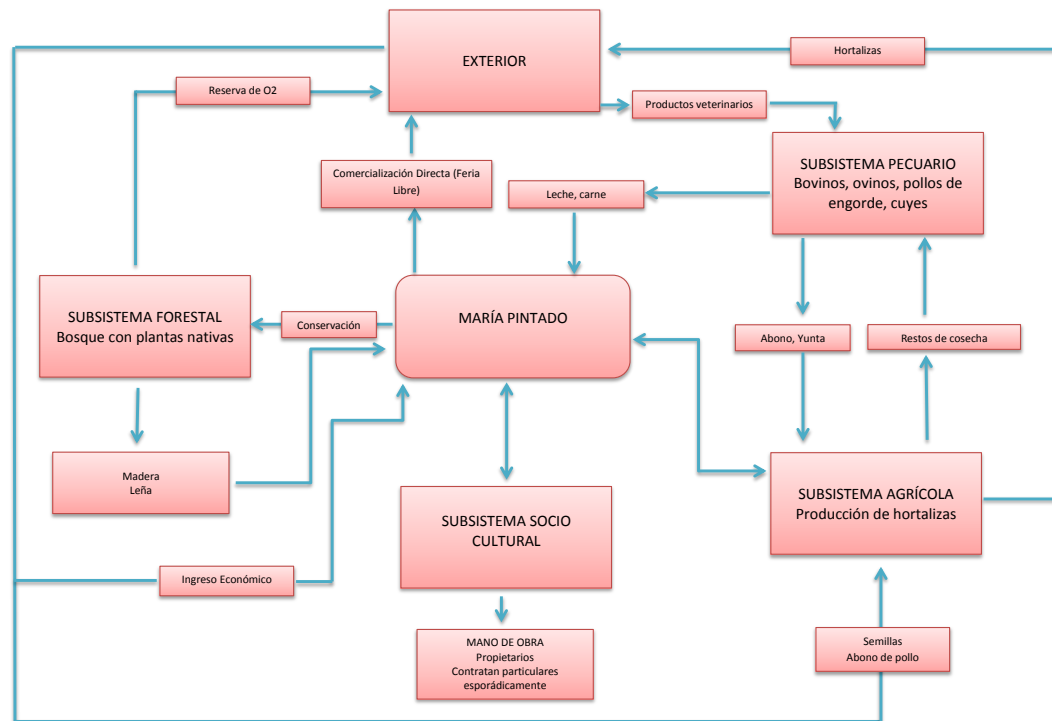 EXTERIOR
Hortalizas
Reserva de O2
Productos veterinarios
SUBSISTEMA PECUARIO
Bovinos, ovinos, pollos de
engorde, cuyes
Comercialización Directa (Feria
Libre)
Leche, carne
SUBSISTEMA FORESTAL
Bosque con plantas nativas
Conservación
MARÍA PINTADO
Abono, Yunta
Restos de cosecha
Madera
Leña
SUBSISTEMA SOCIO
CULTURAL
SUBSISTEMA AGRÍCOLA
Producción de hortalizas
Ingreso Económico
MANO DE OBRA
Propietarios
Contratan particulares
esporádicamente
Semillas
Abono de pollo